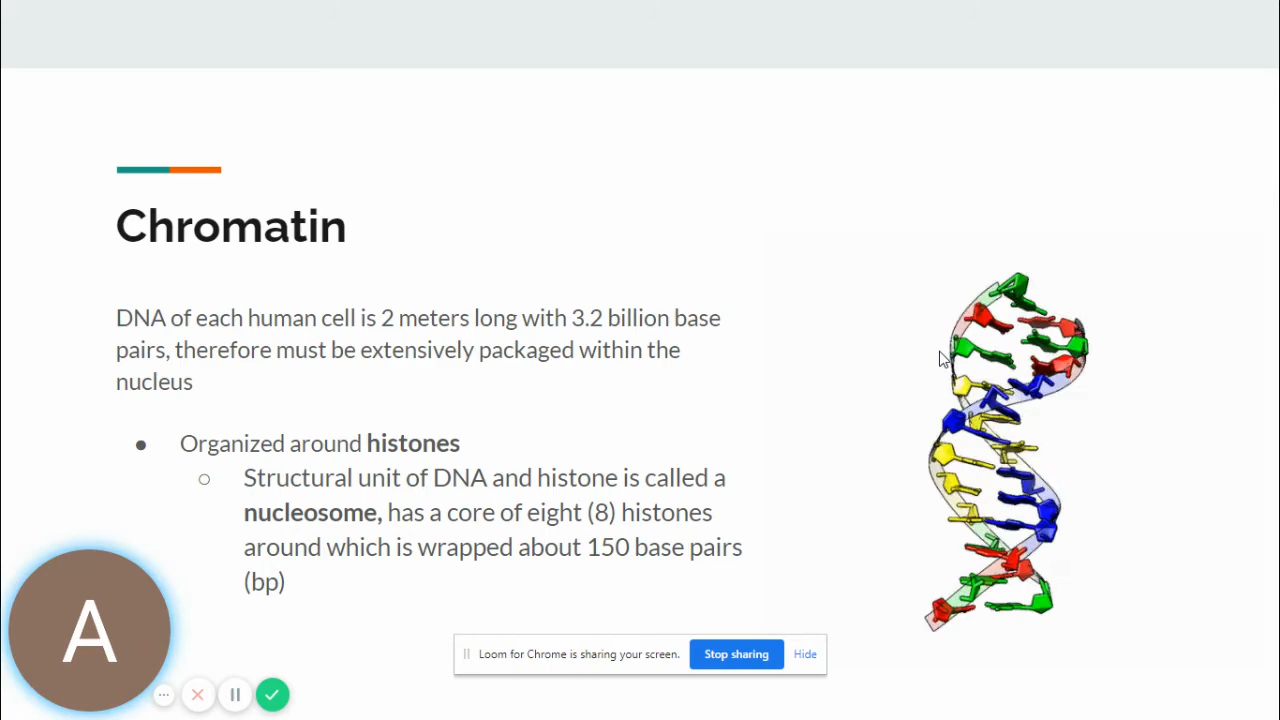 Chromatin
DNA of each human cell is 2 meters long with 3.2 billion base
pairs, therefore must be extensively packaged within the
nucleus
● Organized around histones
○ Structural unit of DNA and histone is called a
nucleosome, has a core of eight (8) histones
around which is wrapped about 150 base pairs
(bp)
A
Loom for Chrome is sharing your screen. Stop sharing Hide